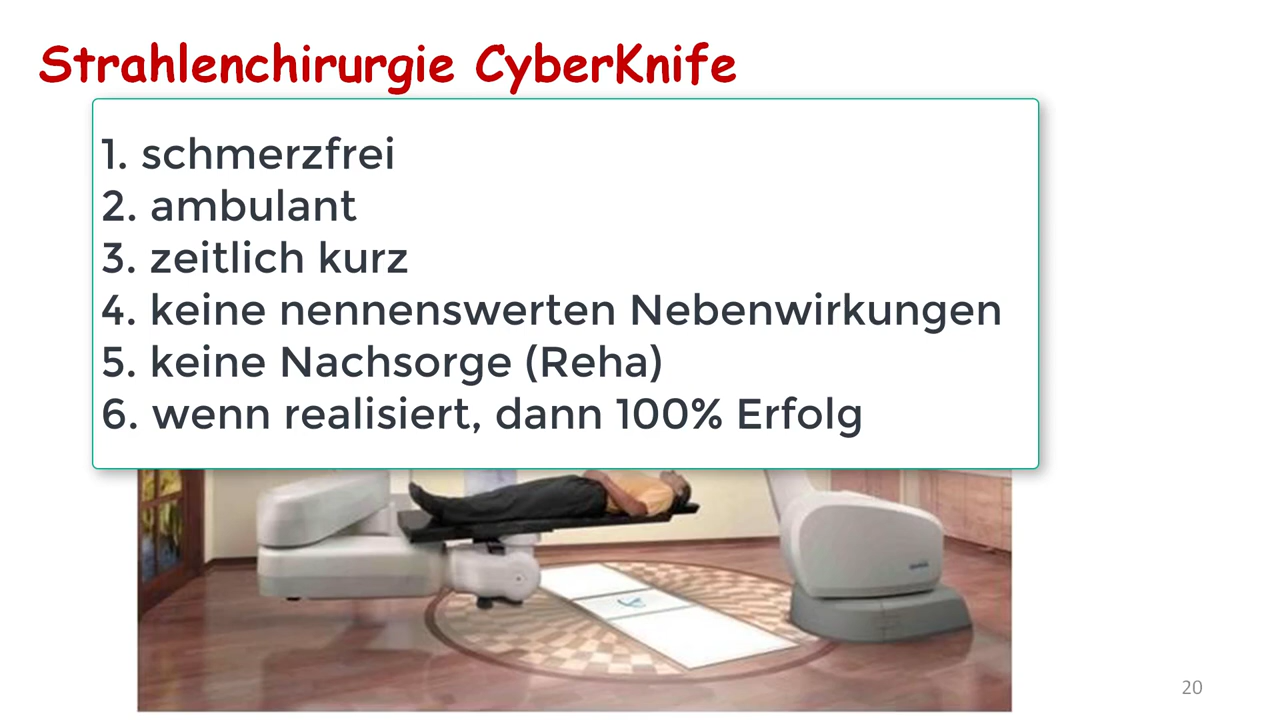 Strahlenchirurgie CyberKnife
1. schmerzfrei
2. ambulant
3. zeitlich kurz
4. keine nennenswerten Nebenwirkungen
5. keine Nachsorge (Reha)
6. wenn realisiert, dann 100% Erfolg
20